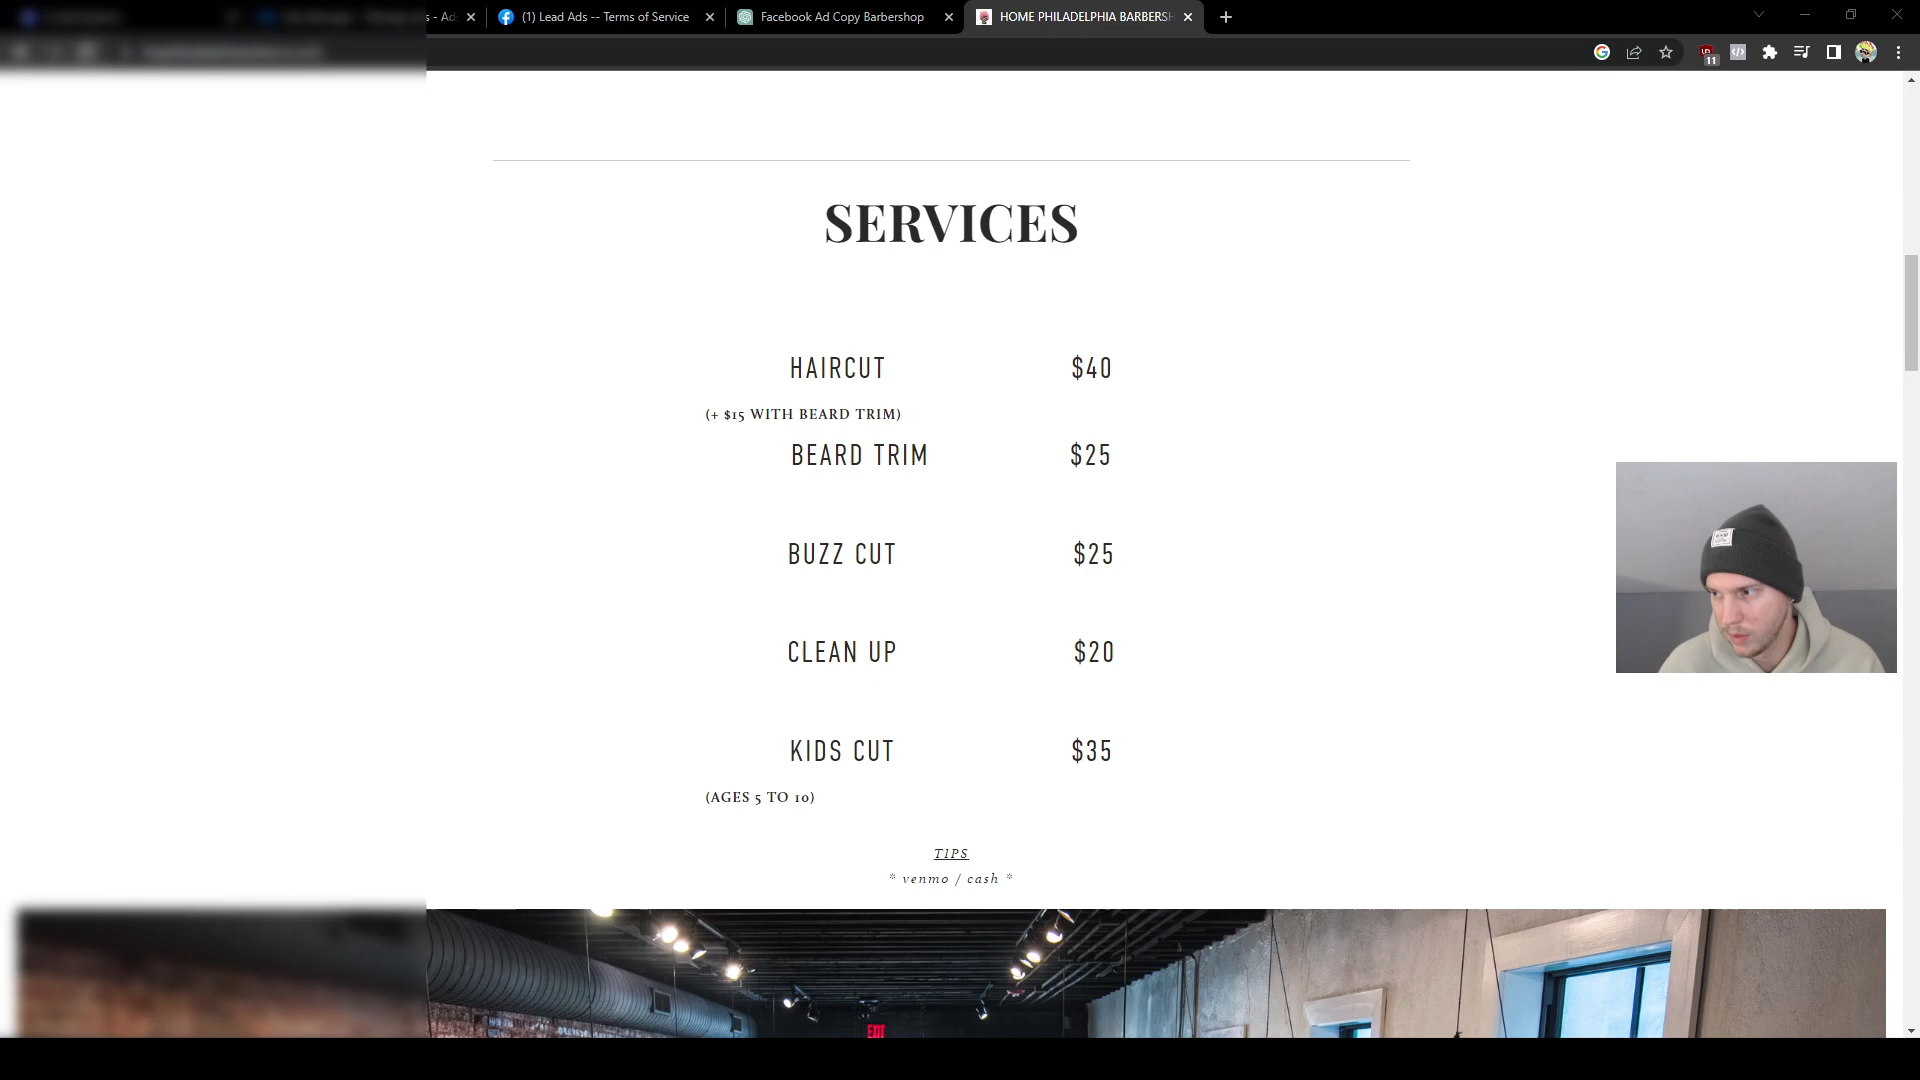 s - Ad
(1) Lead Ads -- Terms of Service
Facebook Ad Copy Barbershop
HOME PHILADELPHIA BARBERSH
11
SERVICES
HAIRCUT $40
(+ $15 WITH BEARD TRIM)
BEARD TRIM $25
BUZZ CUT $25
CLEAN UP $20
KIDS CUT $35
(AGES 5 TO 10)
TIPS
* venmo / cash *
EXIT